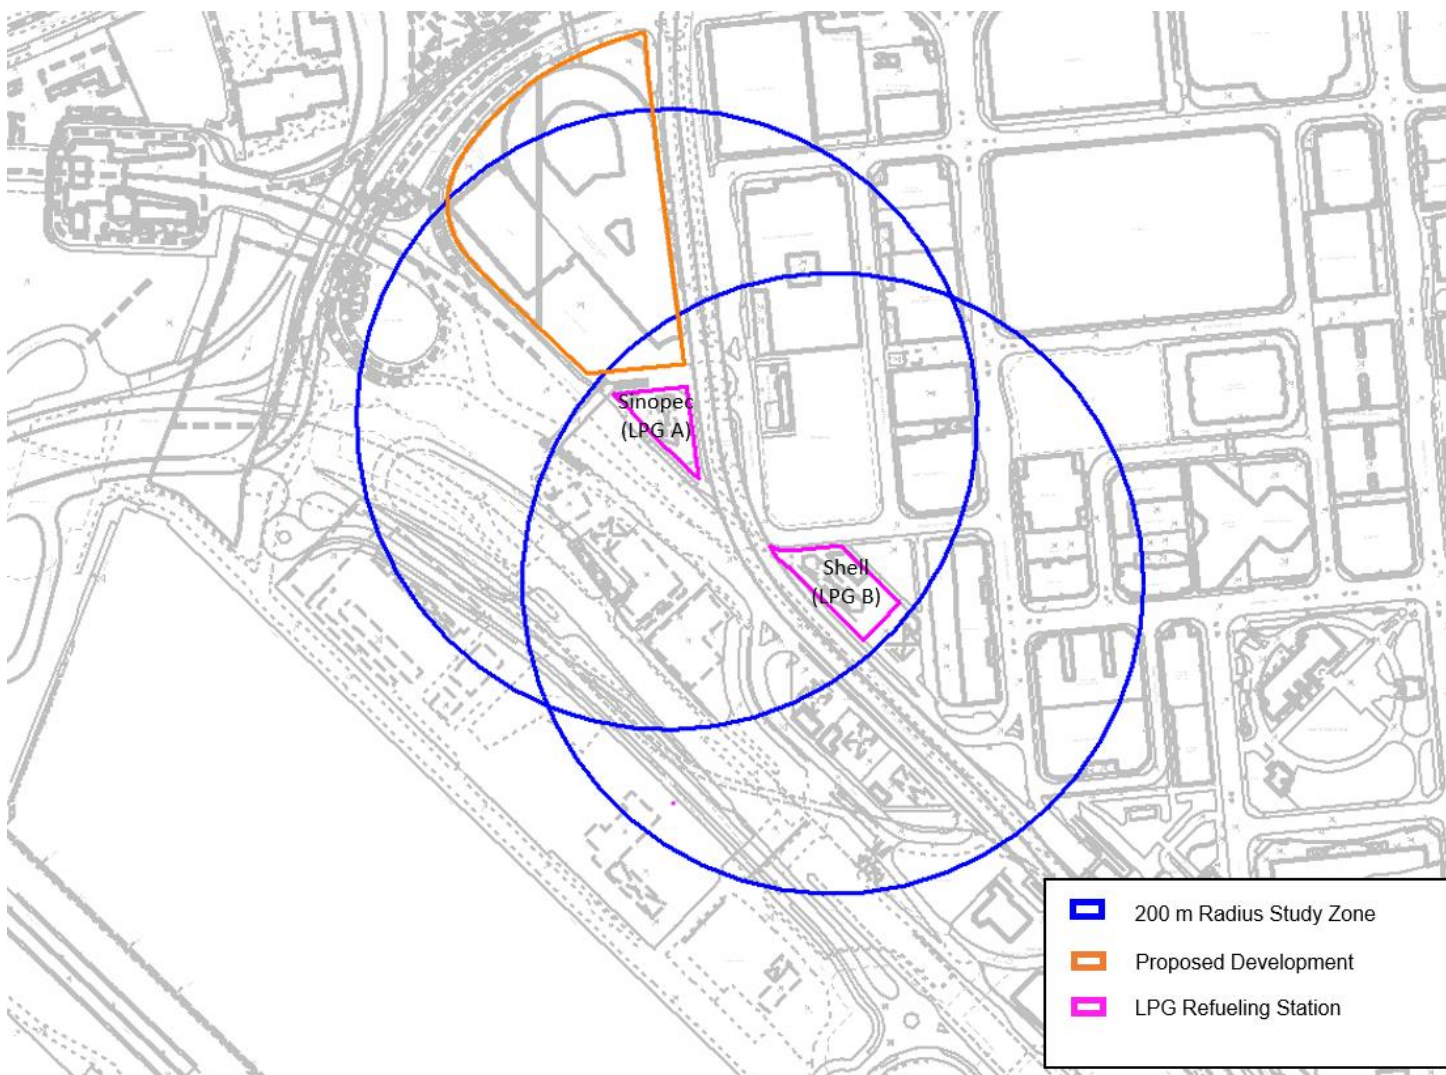 Sinopec
(LPG A)
Shell
(LPG B)
200 m Radius Study Zone
Proposed Development
LPG Refueling Station